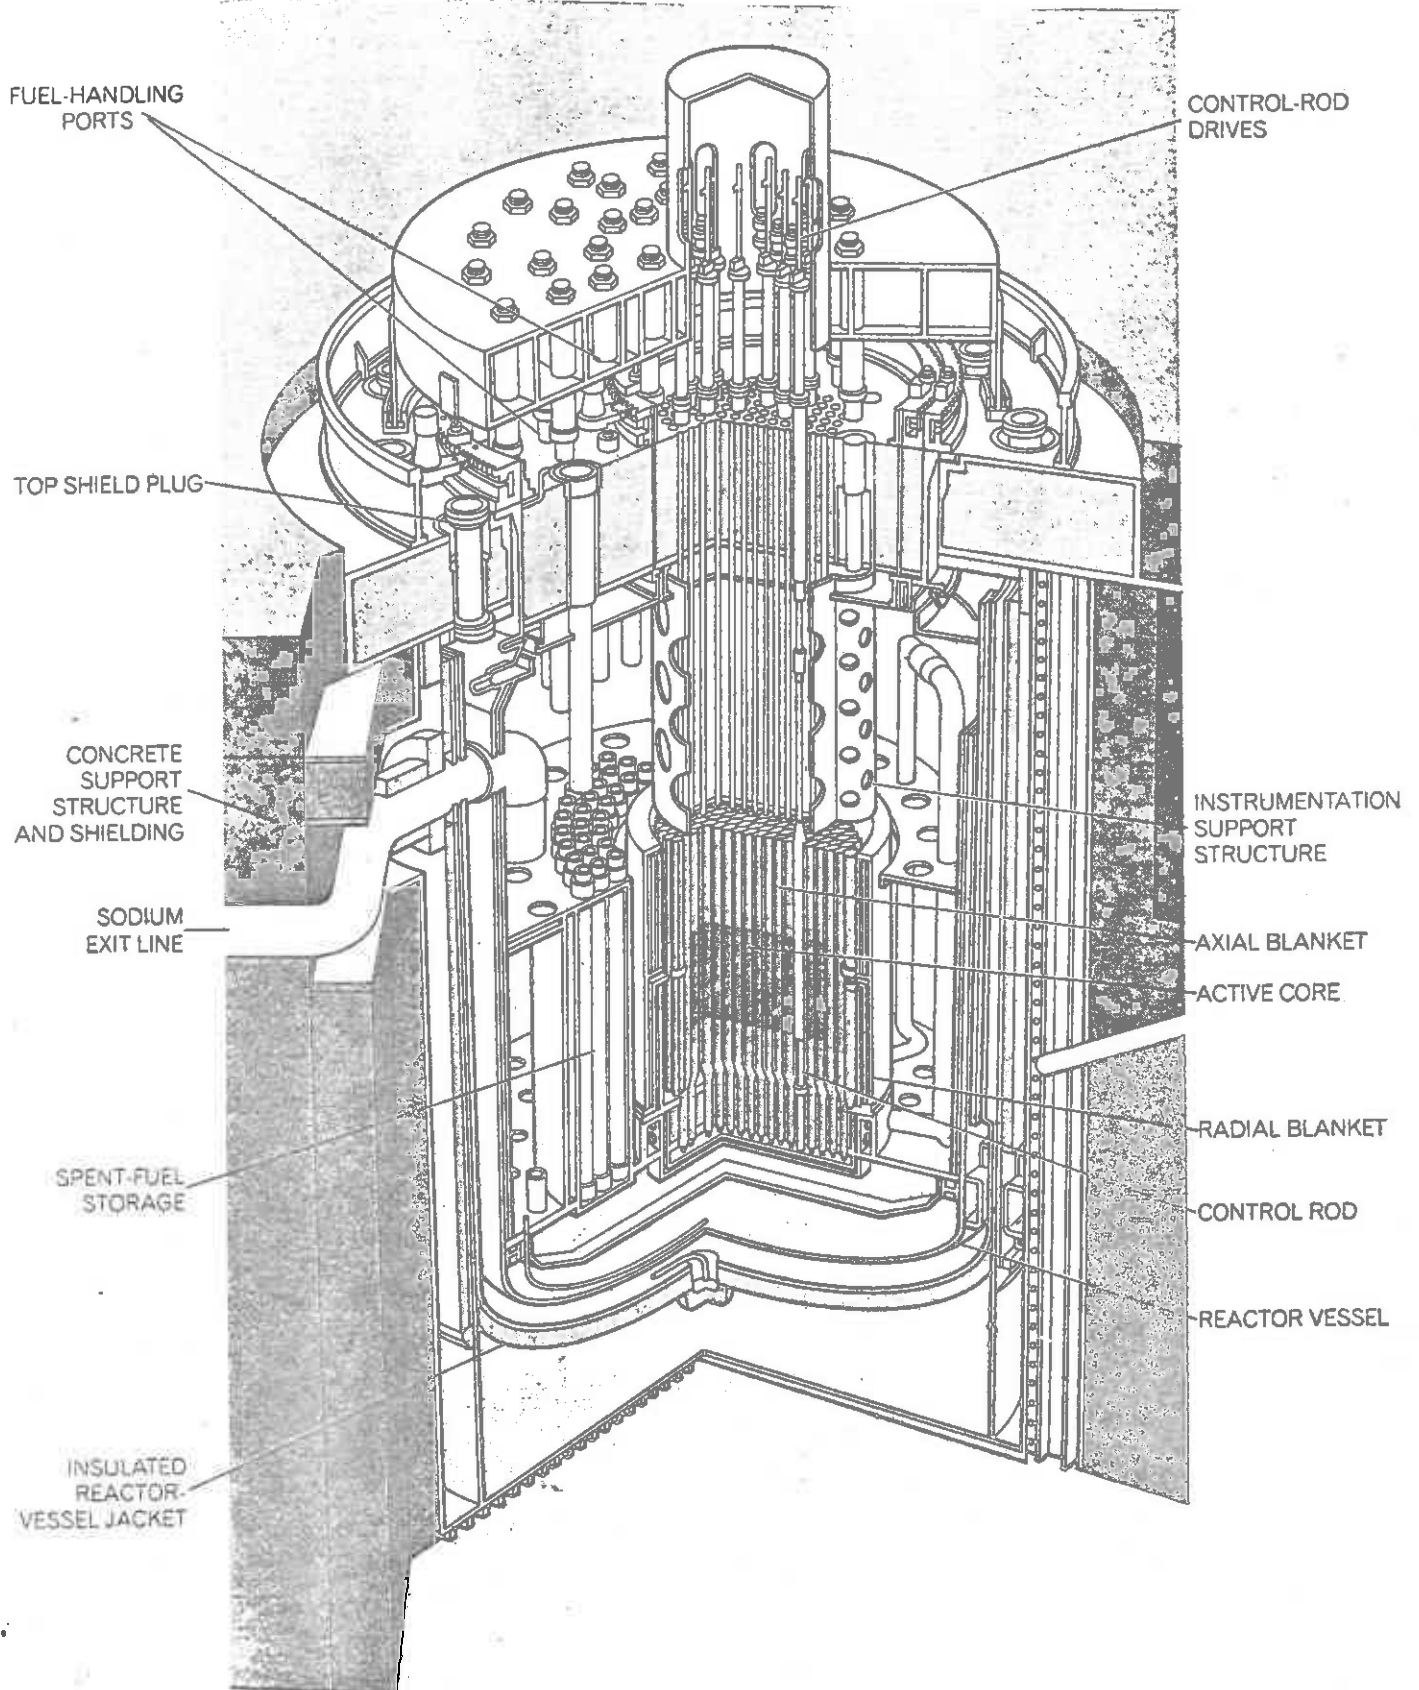 FUEL-HANDLING
PORTS
CONTROL-ROD
DRIVES
TOP SHIELD PLUG
CONCRETE
SUPPORT
STRUCTURE
AND SHIELDING
INSTRUMENTATION
SUPPORT
STRUCTURE
SODIUM
EXIT LINE
AXIAL BLANKET
ACTIVE CORE
RADIAL BLANKET
SPENT-FUEL
STORAGE
CONTROL ROD
REACTOR VESSEL
INSULATED
REACTOR-
VESSEL JACKET